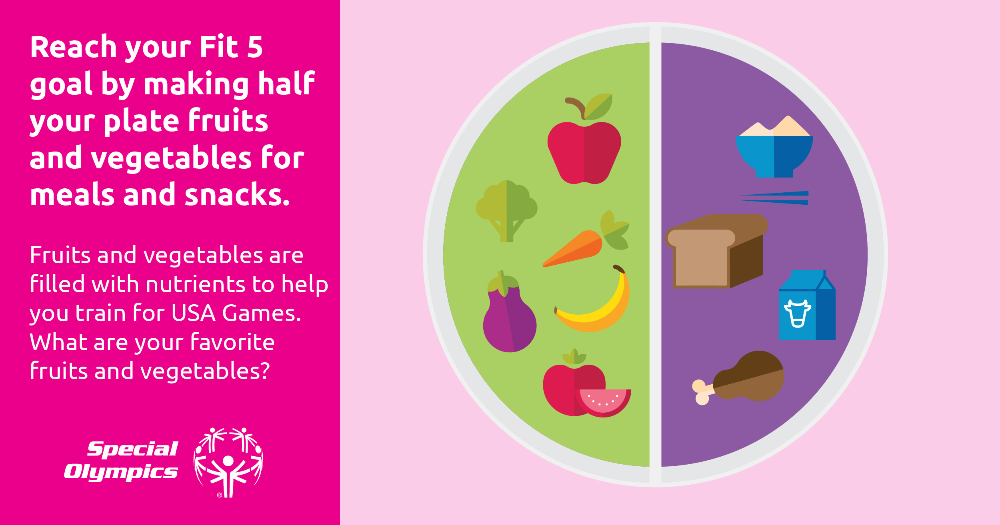 Reach your Fit 5
goal by making half
your plate fruits
and vegetables for
meals and snacks.
Fruits and vegetables are
filled with nutrients to help
you train for USA Games.
What are your favorite
fruits and vegetables?
Special
Olympics
®